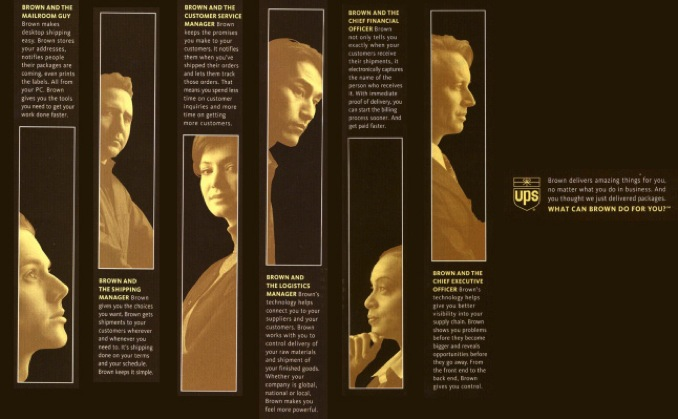 BROWN AND THE
MAILROOM GUY
Brown makes
desktop shipping
easy. Brown stores
your addresses,
notifies people
their packages are
coming, even prints
the labels. All from
your PC. Brown
gives you the tools
you need to get your
work done faster.
BROWN AND
THE SHIPPING
MANAGER Brown
gives you the choices
you want. Brown gets
shipments to your
customers whenever
and wherever you
need to. It's shipping
done on your terms
and your schedule.
Brown keeps it simple.
BROWN AND THE
CUSTOMER SERVICE
MANAGER Brown
keeps the promises
you make to your
customers. It notifies
them when you've
shipped their orders
and lets them track
those orders. That
means you spend less
time on customer
inquiries and more
time on getting
more customers.
BROWN AND
THE LOGISTICS
MANAGER Brown's
technology helps
connect you to your
suppliers and your
customers. Brown
works with you to
control delivery of
your raw materials
and shipment of
your finished goods.
Whether your
company is global,
national or local,
Brown makes you
feel more powerful.
BROWN AND THE
CHIEF FINANCIAL
OFFICER Brown
not only tells you
exactly when your
customers receive
their shipments, it
electronically captures
the name of the
person who receives
it. With immediate
proof of delivery, you
can start the billing
process sooner. And
get paid faster.
BROWN AND THE
CHIEF EXECUTIVE
OFFICER Brown's
technology helps
give you better
visibility into your
supply chain. Brown
shows you problems
before they become
bigger and reveals
opportunities before
they go away. From
the front end to the
back end, Brown
gives you control.
ups
Brown delivers amazing things for you,
no matter what you do in business. And
you thought we just delivered packages.
WHAT CAN BROWN DO FOR YOU?℠